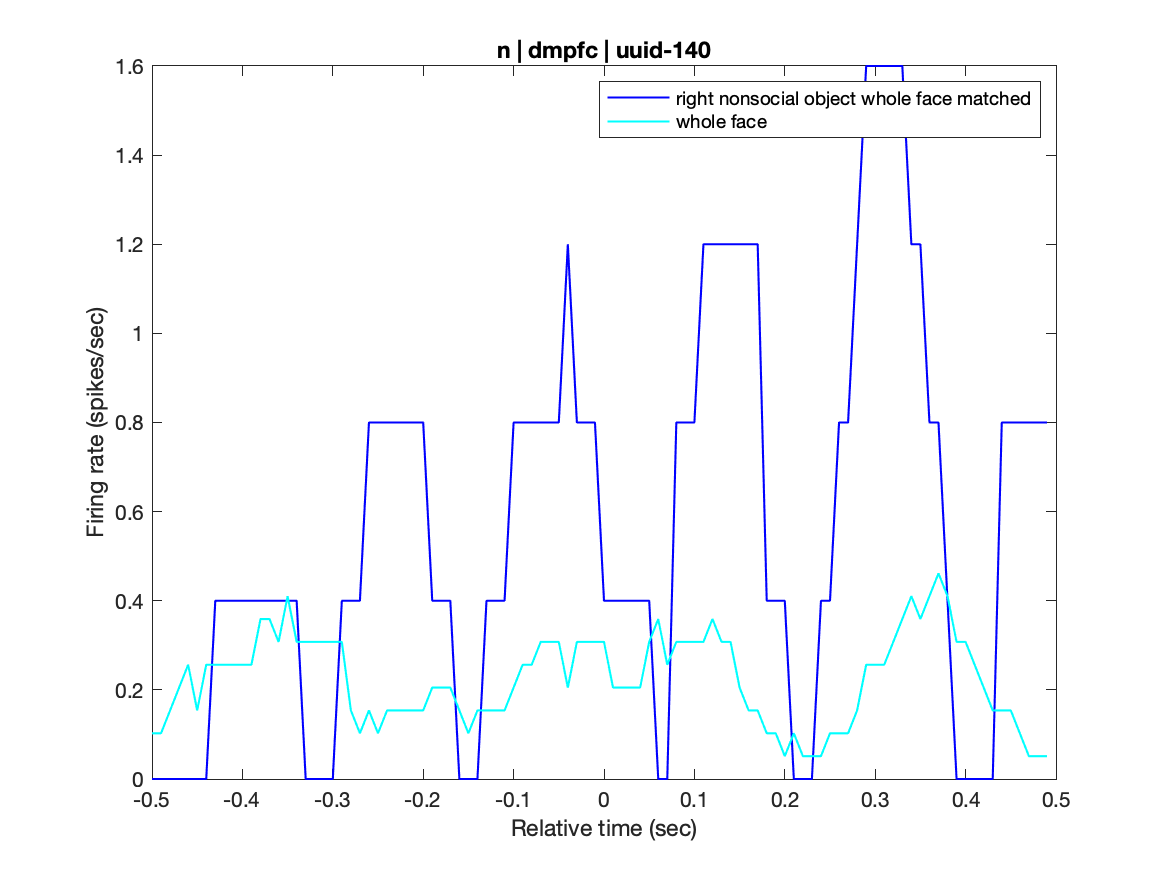 n | dmpfc | uuid-140
right nonsocial object whole face matched
whole face
Firing rate (spikes/sec)
1.6
1.4
1.2
1
0.8
0.6
0.4
0.2
0
-0.5 -0.4 -0.3 -0.2 -0.1 0 0.1 0.2 0.3 0.4 0.5
Relative time (sec)